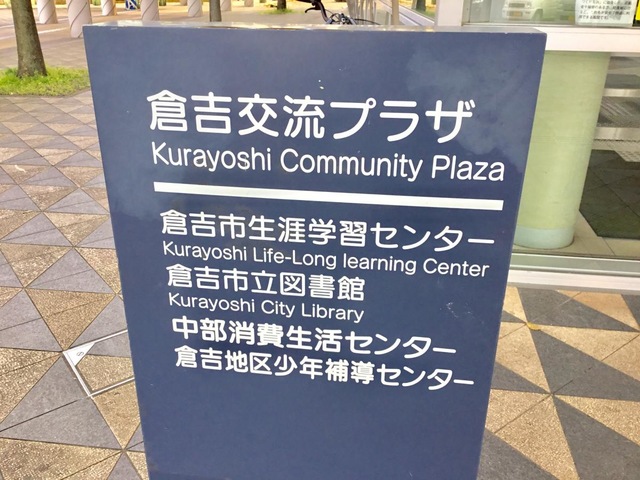 倉吉交流プラザ
Kurayoshi Community Plaza
倉吉市生涯学習センター
Kurayoshi Life-Long learning Center
倉吉市立図書館
Kurayoshi City Library
中部消費生活センター
倉吉地区少年補導センター